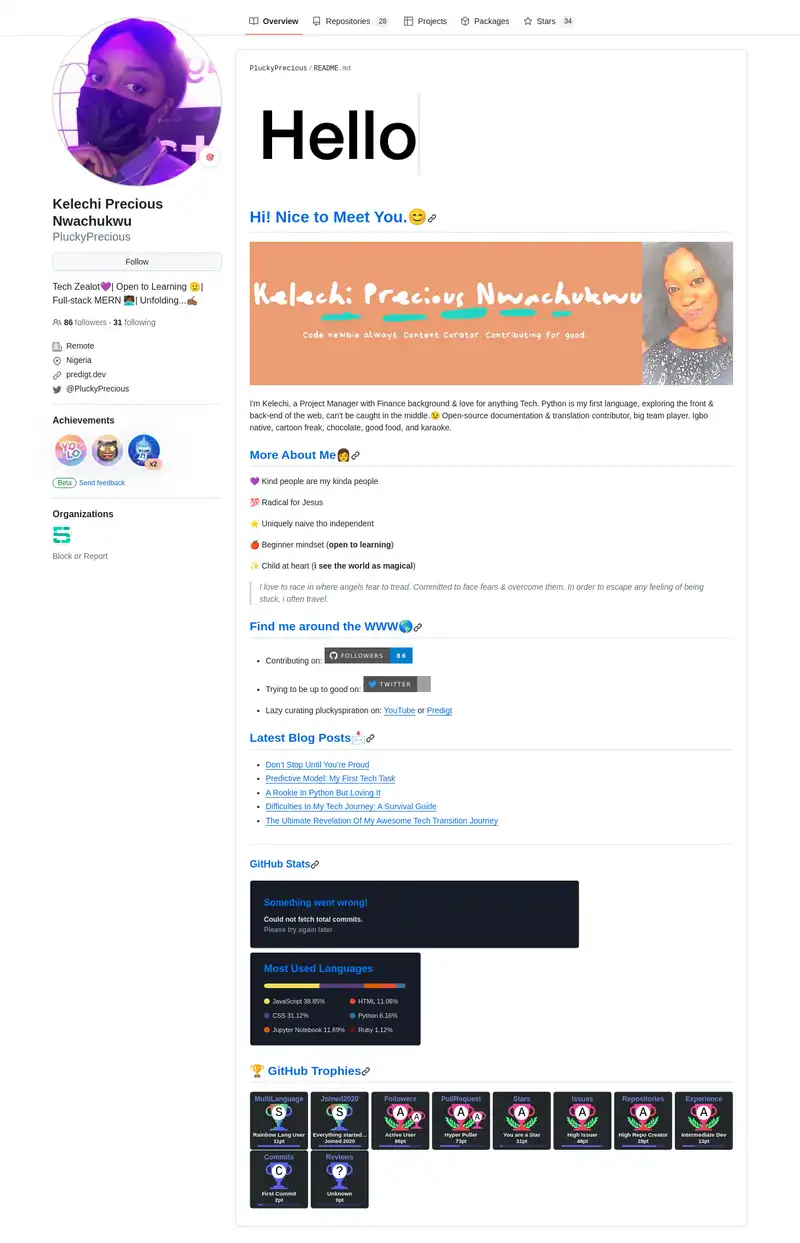 Overview
Repositories 28
Projects
Packages
Stars 34
Kelechi Precious
Nwachukwu
PluckyPrecious
Follow
Tech Zealot💜| Open to Learning 🙂|
Full-stack MERN 👩🏿‍💻| Unfolding...✍🏾
86 followers · 31 following
Remote
Nigeria
predigt.dev
@PluckyPrecious
Achievements
YOLO
x2
Beta Send feedback
Organizations
Block or Report
PluckyPrecious/README.md
Hello
Hi! Nice to Meet You.😊
Kelechi Precious Nwachukwu
Code newbie always. Content Curator. Contributing for good.
I'm Kelechi, a Project Manager with Finance background & love for anything Tech. Python is my first language, exploring the front &
back-end of the web, can't be caught in the middle.😉 Open-source documentation & translation contributor, big team player. Igbo
native, cartoon freak, chocolate, good food, and karaoke.
More About Me👩
💜 Kind people are my kinda people
💯 Radical for Jesus
⭐ Uniquely naive tho independent
🍎 Beginner mindset (open to learning)
✨ Child at heart (i see the world as magical)
I love to race in where angels fear to tread. Committed to face fears & overcome them. In order to escape any feeling of being
stuck, i often travel.
Find me around the WWW🌎
• Contributing on: FOLLOWERS 86
• Trying to be up to good on: TWITTER
• Lazy curating pluckyspiration on: YouTube or Predigt
Latest Blog Posts📩
• Don't Stop Until You're Proud
• Predictive Model: My First Tech Task
• A Rookie In Python But Loving It
• Difficulties In My Tech Journey: A Survival Guide
• The Ultimate Revelation Of My Awesome Tech Transition Journey
GitHub Stats
Something went wrong!
Could not fetch total commits.
Please try again later
Most Used Languages
JavaScript 38.85% HTML 11.06%
CSS 31.12% Python 6.16%
Jupyter Notebook 11.69% Ruby 1.12%
🏆 GitHub Trophies
MultiLanguage
S
Rainbow Lang User
11pt
Joined2020
S
Everything started...
Joined 2020
Followers
A
A
Active User
86pt
PullRequest
A
A
Hyper Puller
73pt
Stars
A
You are a Star
31pt
Issues
A
High Issuer
48pt
Repositories
A
High Repo Creator
28pt
Experience
A
Intermediate Dev
13pt
Commits
C
First Commit
2pt
Reviews
?
Unknown
0pt